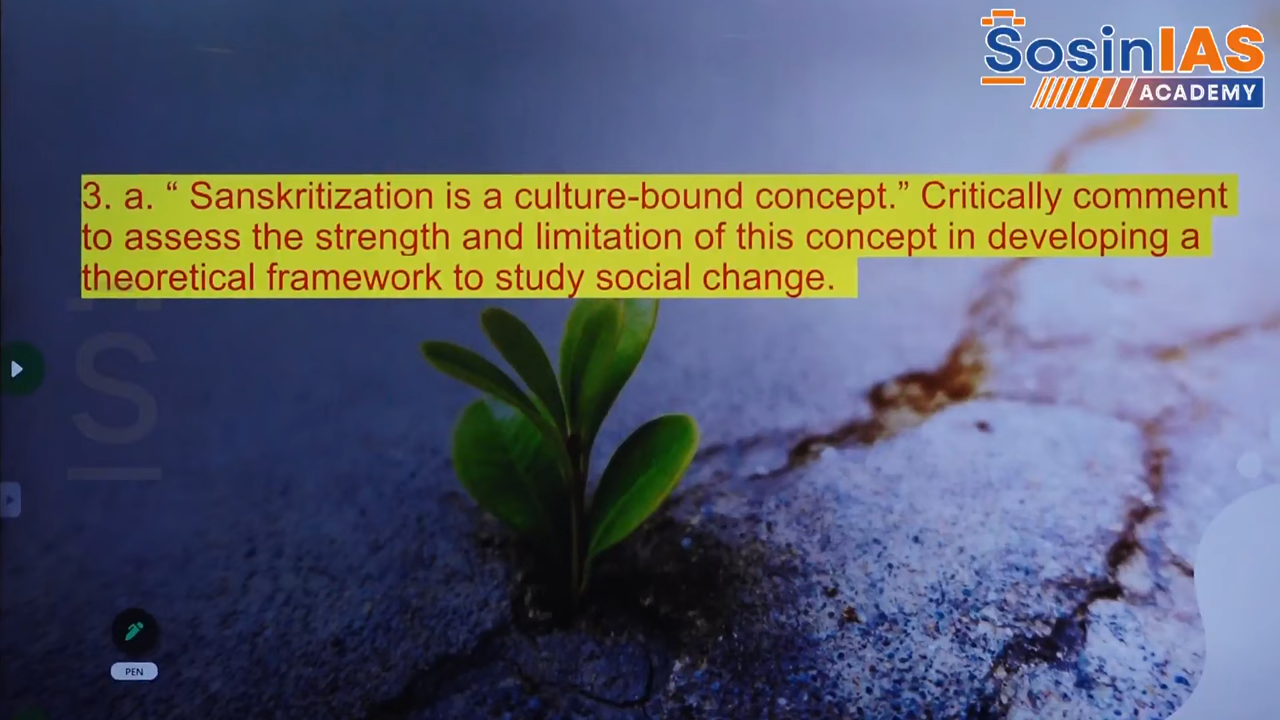 SosinIAS
ACADEMY
3. a. “ Sanskritization is a culture-bound concept.” Critically comment
to assess the strength and limitation of this concept in developing a
theoretical framework to study social change.
S
PEN